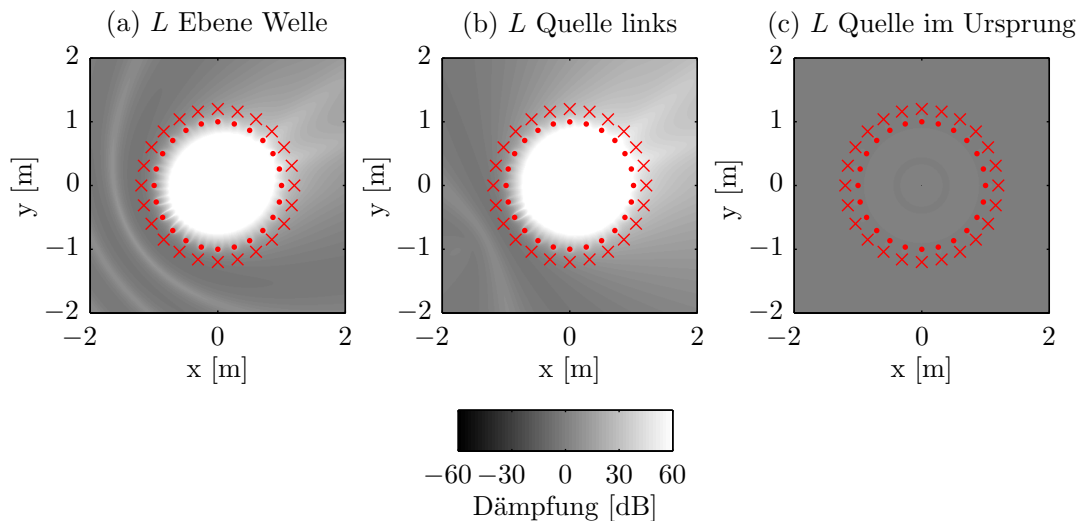 (a) L Ebene Welle
(b) L Quelle links
(c) L Quelle im Ursprung
2
1
0
−1
−2
y [m]
−2 0 2
x [m]
2
1
0
−1
−2
y [m]
−2 0 2
x [m]
2
1
0
−1
−2
y [m]
−2 0 2
x [m]
−60 −30 0 30 60
Dämpfung [dB]